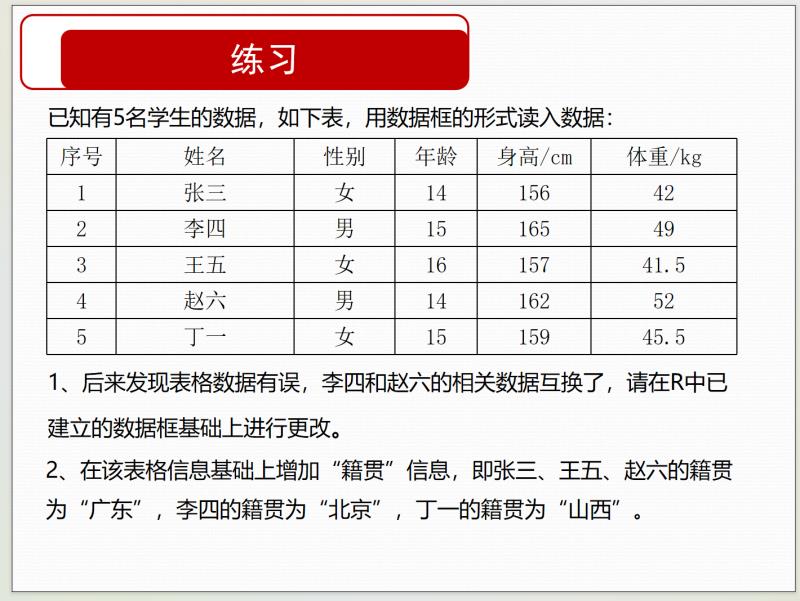 练习
已知有5名学生的数据，如下表，用数据框的形式读入数据：
序号 姓名 性别 年龄 身高/cm 体重/kg
1 张三 女 14 156 42
2 李四 男 15 165 49
3 王五 女 16 157 41.5
4 赵六 男 14 162 52
5 丁一 女 15 159 45.5
1、后来发现表格数据有误，李四和赵六的相关数据互换了，请在R中已
建立的数据框基础上进行更改。
2、在该表格信息基础上增加“籍贯”信息，即张三、王五、赵六的籍贯
为“广东”，李四的籍贯为“北京”，丁一的籍贯为“山西”。